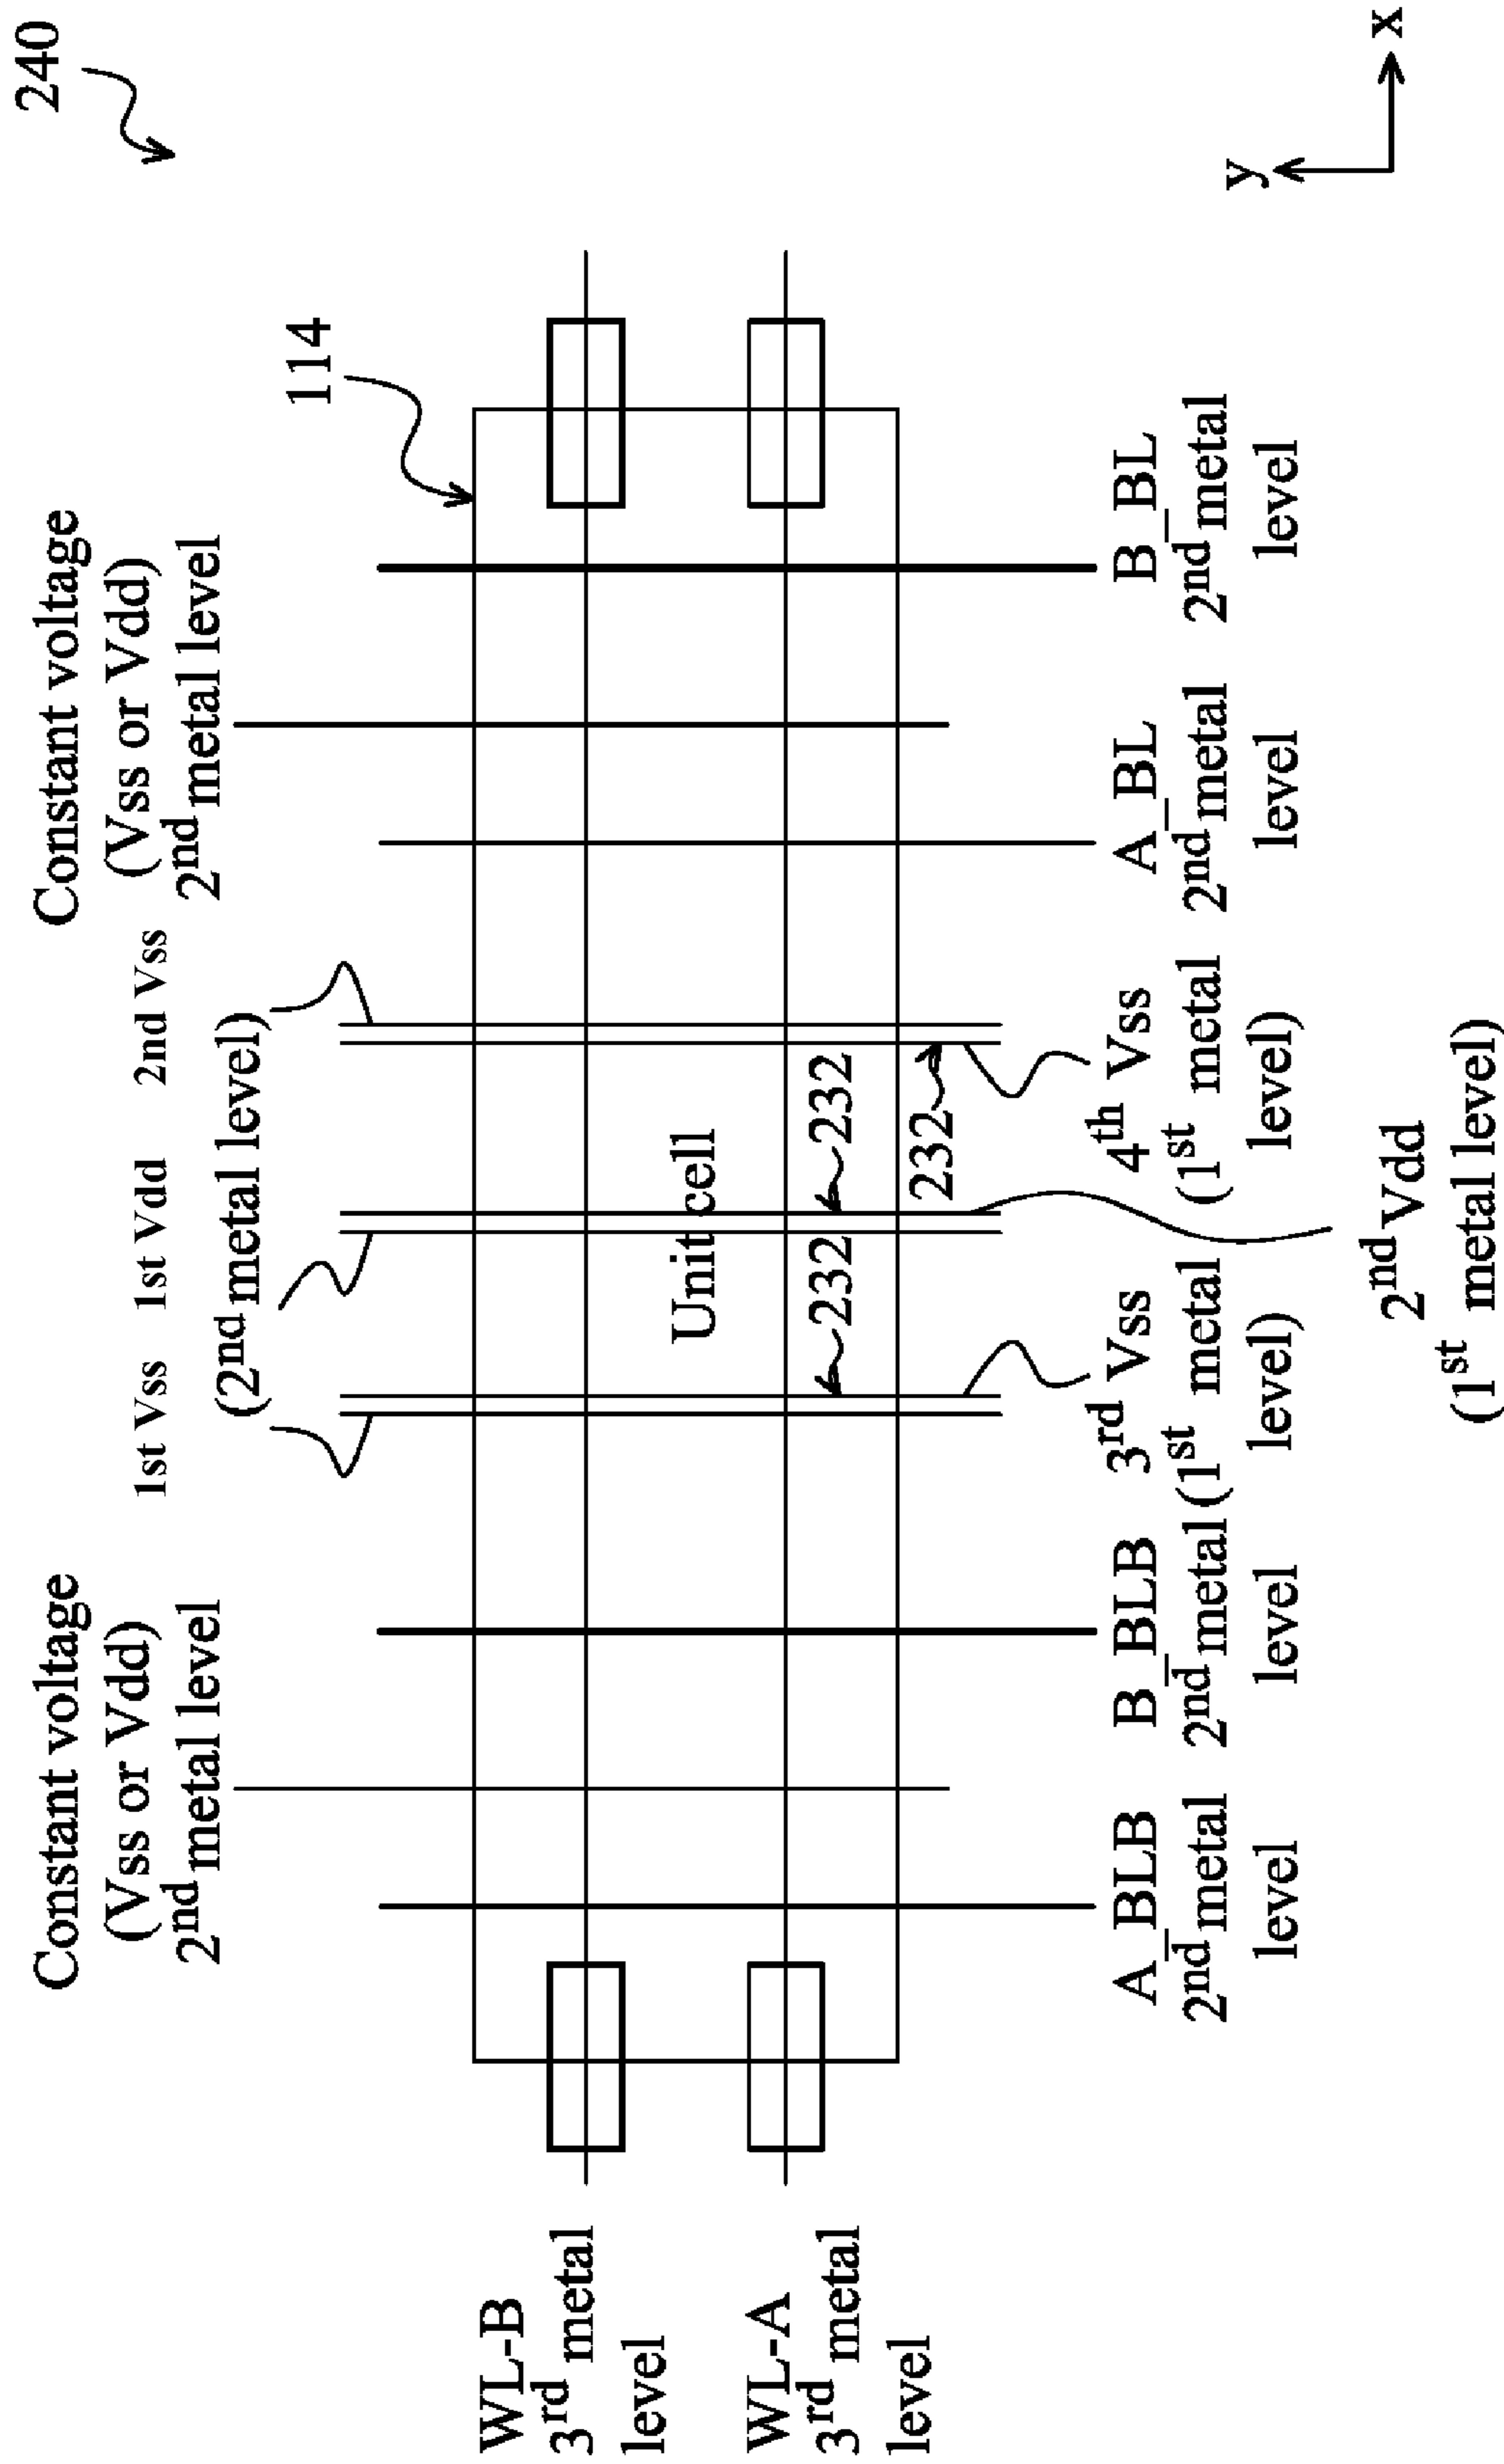 240
Constant voltage
(Vss or Vdd)
2nd metal level
1st Vss
1st Vdd
2nd Vss
(2nd metal level)
Constant voltage
(Vss or Vdd)
2nd metal level
114
WL-B
3rd metal
level
WL-A
3rd metal
level
Unit cell
232
232
232
A_BLB
2nd metal
level
B_BLB
2nd metal
level
3rd Vss
(1st metal
level)
4th Vss
(1st metal
level)
A_BL
2nd metal
level
B_BL
2nd metal
level
2nd Vdd
(1st metal level)
y
x